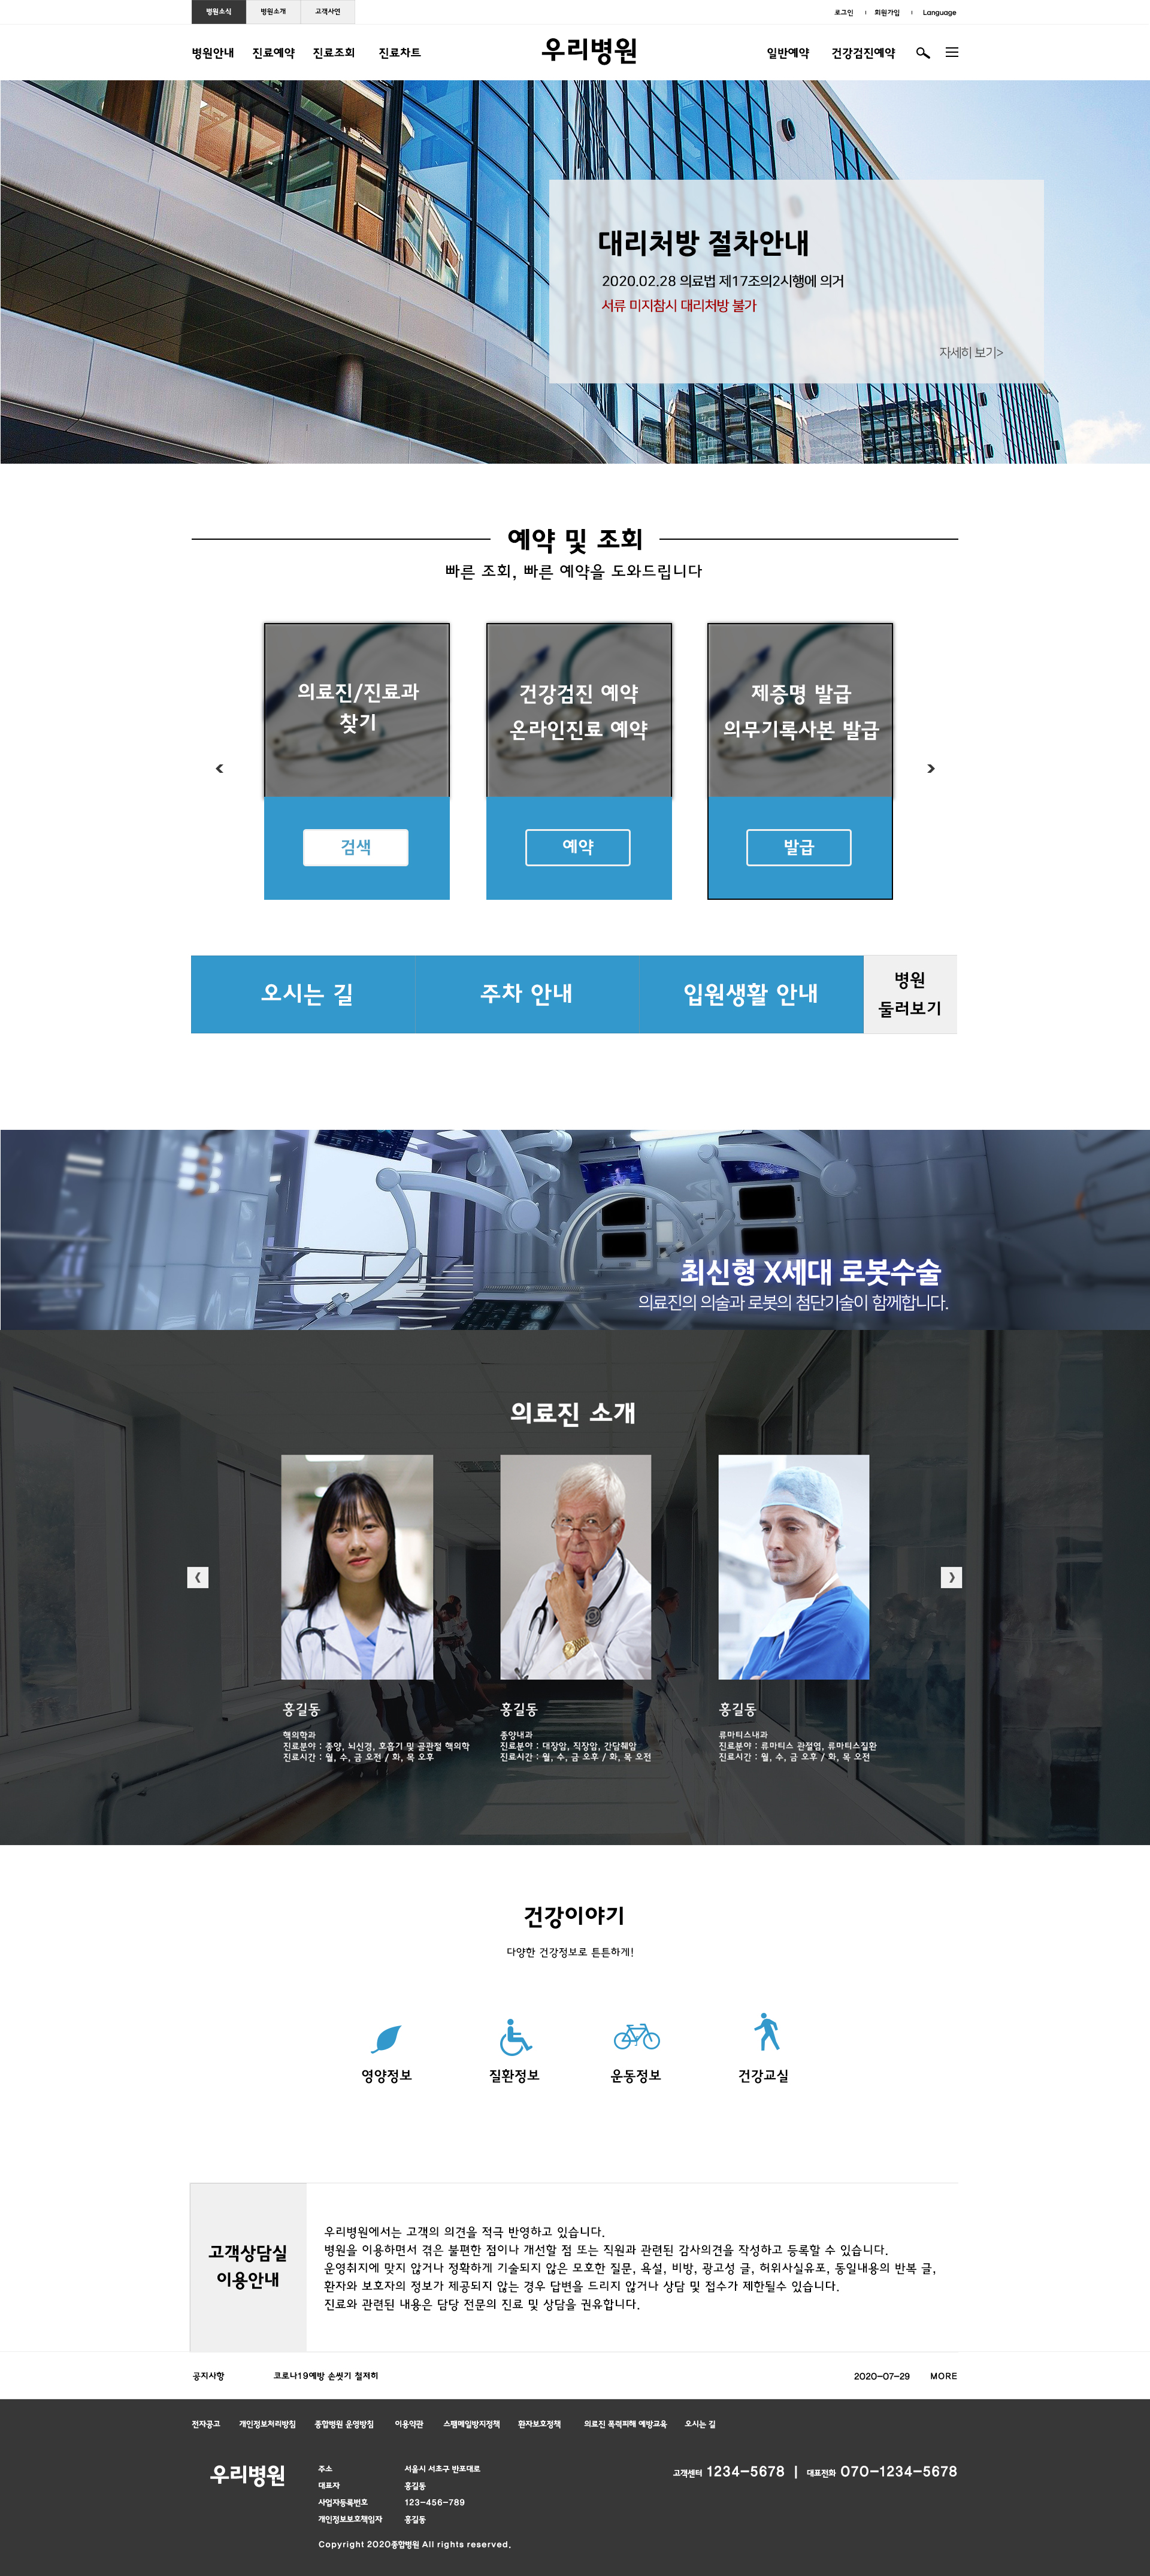 병원소식 병원소개 고객사연 로그인 회원가입 Language
병원안내 진료예약 진료조회 진료차트 우리병원 일반예약 건강검진예약
대리처방 절차안내
2020.02.28 의료법 제17조의2시행에 의거
서류 미지참시 대리처방 불가
자세히 보기>
예약 및 조회
빠른 조회, 빠른 예약을 도와드립니다
의료진/진료과
찾기
검색
건강검진 예약
온라인진료 예약
예약
제증명 발급
의무기록사본 발급
발급
오시는 길
주차 안내
입원생활 안내
병원
둘러보기
최신형 X세대 로봇수술
의료진의 의술과 로봇의 첨단기술이 함께합니다.
의료진 소개
홍길동
핵의학과
진료분야 : 종양, 뇌신경, 호흡기 및 골관절 핵의학
진료시간 : 월, 수, 금 오전 / 화, 목 오후
홍길동
종양내과
진료분야 : 대장암, 직장암, 간담췌암
진료시간 : 월, 수, 금 오후 / 화, 목 오전
홍길동
류마티스내과
진료분야 : 류마티스 관절염, 류마티스질환
진료시간 : 월, 수, 금 오후 / 화, 목 오전
건강이야기
다양한 건강정보로 튼튼하게!
영양정보 질환정보 운동정보 건강교실
고객상담실
이용안내
우리병원에서는 고객의 의견을 적극 반영하고 있습니다.
병원을 이용하면서 겪은 불편한 점이나 개선할 점 또는 직원과 관련된 감사의견을 작성하고 등록할 수 있습니다.
운영취지에 맞지 않거나 정확하게 기술되지 않은 모호한 질문, 욕설, 비방, 광고성 글, 허위사실유포, 동일내용의 반복 글,
환자와 보호자의 정보가 제공되지 않는 경우 답변을 드리지 않거나 상담 및 접수가 제한될수 있습니다.
진료와 관련된 내용은 담당 전문의 진료 및 상담을 권유합니다.
공지사항 코로나19예방 손씻기 철저히 2020-07-29 MORE
전자공고 개인정보처리방침 종합병원 운영방침 이용약관 스팸메일방지정책 환자보호정책 의료진 폭력피해 예방교육 오시는 길
우리병원
주소 서울시 서초구 반포대로
대표자 홍길동
사업자등록번호 123-456-789
개인정보보호책임자 홍길동
고객센터 1234-5678 | 대표전화 070-1234-5678
Copyright 2020종합병원 All rights reserved.